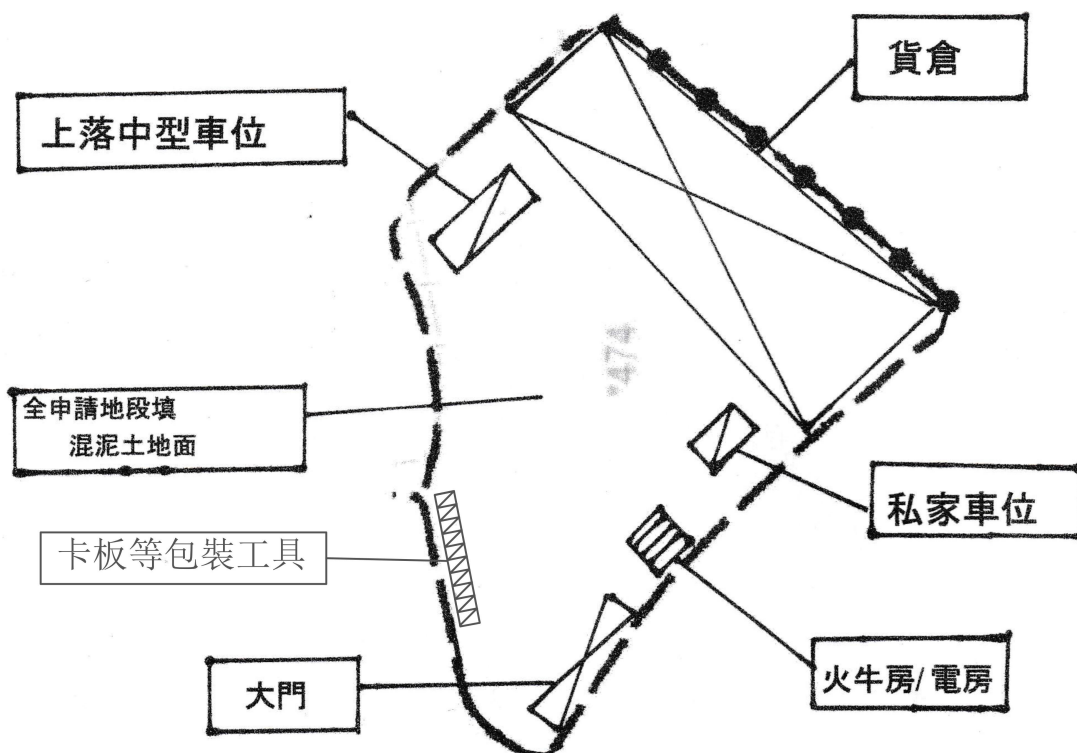 貨倉
上落中型車位
*474
全申請地段填
混泥土地面
私家車位
卡板等包裝工具
火牛房/電房
大門